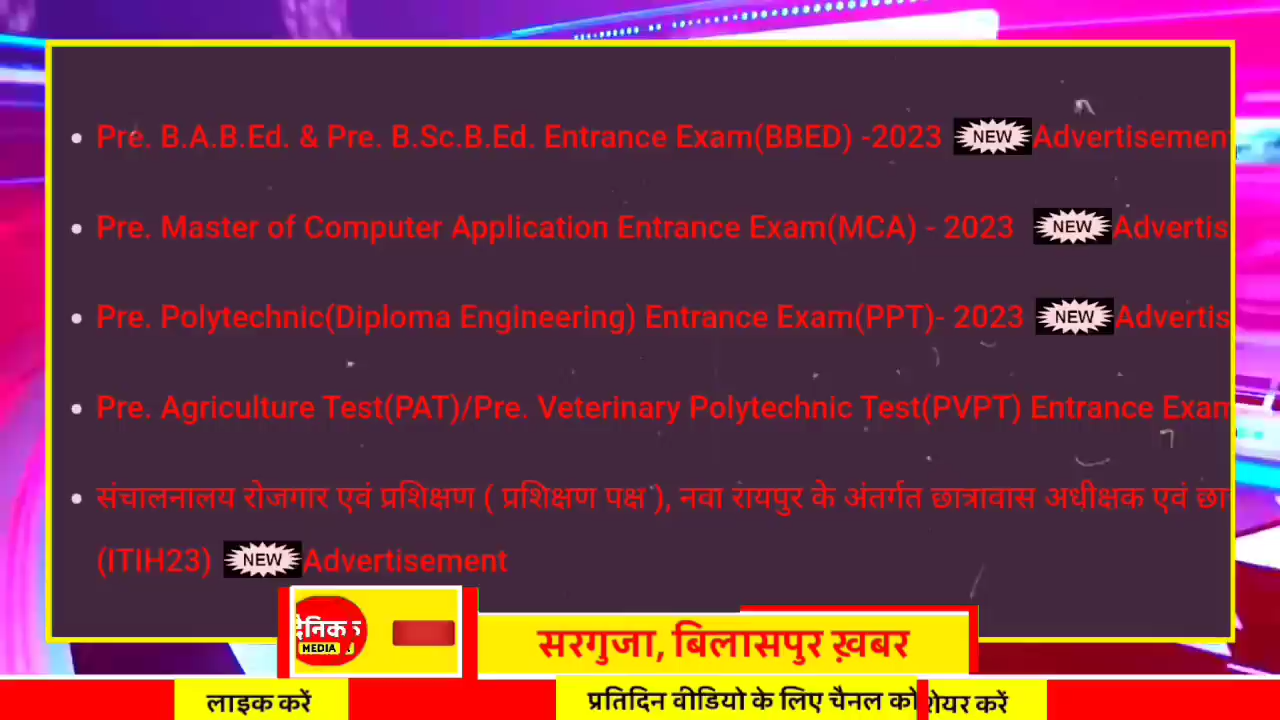 Pre. B.A.B.Ed. & Pre. B.Sc.B.Ed. Entrance Exam(BBED) -2023 NEW Advertisement
Pre. Master of Computer Application Entrance Exam(MCA) - 2023 NEW Advertis
Pre. Polytechnic(Diploma Engineering) Entrance Exam(PPT)- 2023 NEW Advertis
Pre. Agriculture Test(PAT)/Pre. Veterinary Polytechnic Test(PVPT) Entrance Exam
संचालनालय रोजगार एवं प्रशिक्षण ( प्रशिक्षण पक्ष ), नवा रायपुर के अंतर्गत छात्रावास अधीक्षक एवं छा
(ITIH23) NEW Advertisement
दैनिक
MEDIA
सरगुजा, बिलासपुर ख़बर
लाइक करें
प्रतिदिन वीडियो के लिए चैनल को शेयर करें